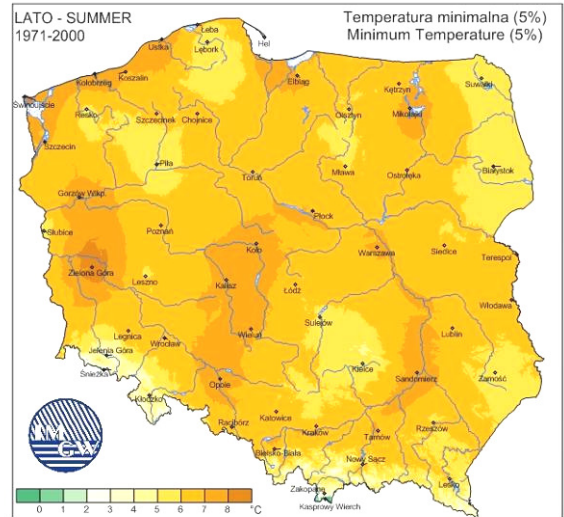 LATO - SUMMER
1971-2000
Temperatura minimalna (5%)
Minimum Temperature (5%)
Łeba
Ustka
Lębork
Hel
Kołobrzeg
Koszalin
Elbląg
Kętrzyn
Suwałki
Świnoujście
Resko
Szczecinek
Chojnice
Olsztyn
Mikołajki
Szczecin
Piła
Mława
Ostrołęka
Białystok
Toruń
Gorzów Wlkp.
Płock
Słubice
Poznań
Koło
Warszawa
Siedlce
Terespol
Zielona Góra
Leszno
Kalisz
Łódź
Włodawa
Sulejów
Legnica
Wrocław
Wieluń
Lublin
Jelenia Góra
Śnieżka
Kielce
Opole
Sandomierz
Zamość
Kłodzko
Katowice
Racibórz
Kraków
Tarnów
Rzeszów
Bielsko-Biała
Nowy Sącz
Lesko
Zakopane
Kasprowy Wierch
IM
GW
0 1 2 3 4 5 6 7 8 °C